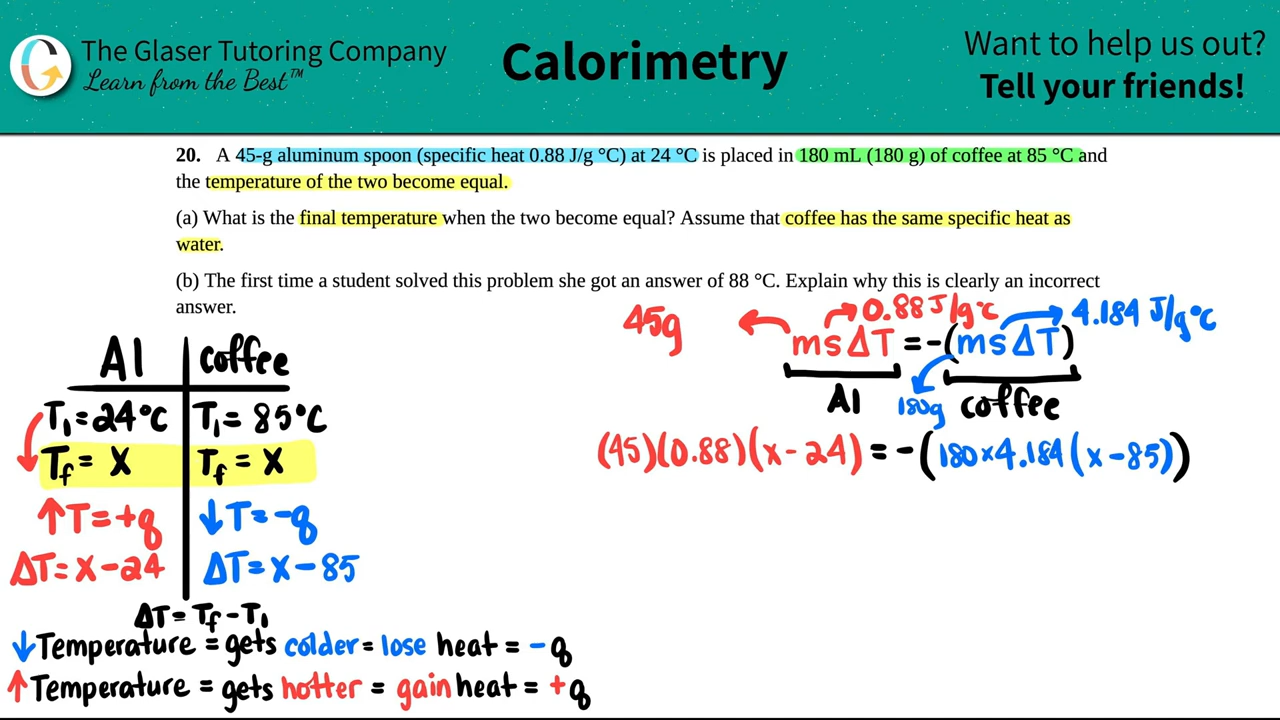 The Glaser Tutoring Company
Learn from the Best™
Calorimetry
Want to help us out?
Tell your friends!
20. A 45-g aluminum spoon (specific heat 0.88 J/g °C) at 24 °C is placed in 180 mL (180 g) of coffee at 85 °C and
the temperature of the two become equal.
(a) What is the final temperature when the two become equal? Assume that coffee has the same specific heat as
water.
(b) The first time a student solved this problem she got an answer of 88 °C. Explain why this is clearly an incorrect
answer.
Al coffee
T₁=24°C T₁=85°C
Tf= X Tf= X
↑T=+q ↓T=-q
ΔT=X-24 ΔT=X-85
ΔT=Tf-T₁
↓Temperature = gets colder = lose heat = -q
↑Temperature = gets hotter = gain heat = +q
45g 0.88 J/g°C 4.184 J/g°C
msΔT = -(msΔT)
Al 180g coffee
(45)(0.88)(x-24) = -(180×4.184(x-85))